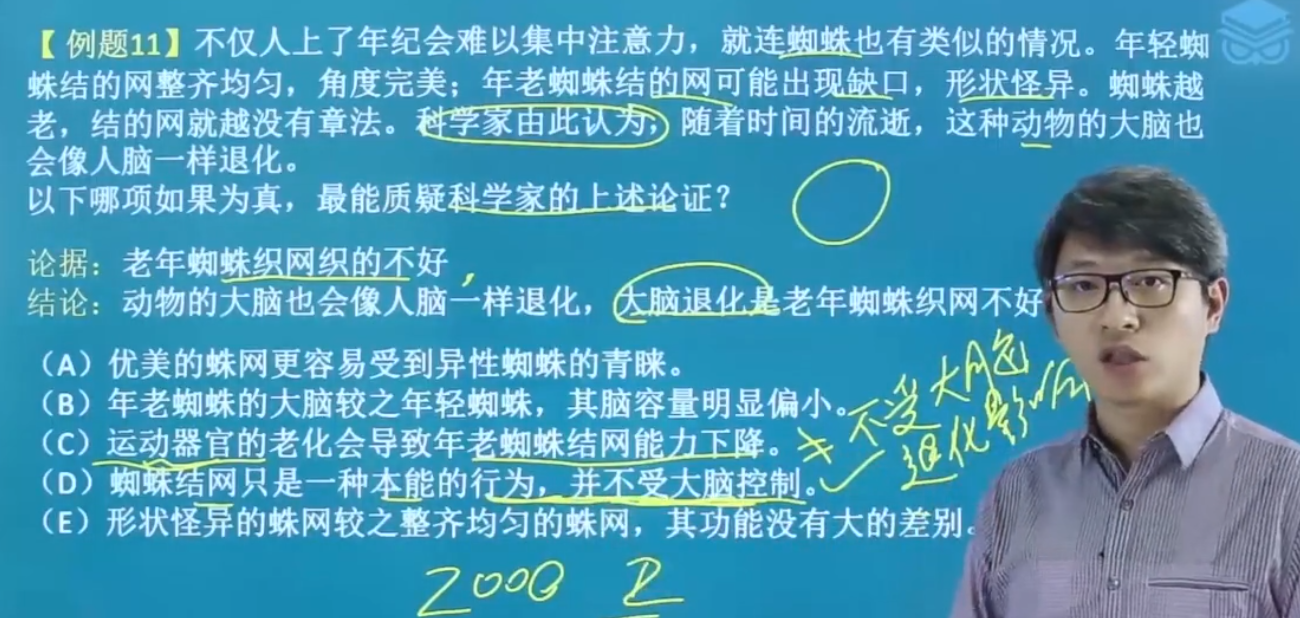 【例题11】不仅人上了年纪会难以集中注意力，就连蜘蛛也有类似的情况。年轻蜘
蛛结的网整齐均匀，角度完美；年老蜘蛛结的网可能出现缺口，形状怪异。蜘蛛越
老，结的网就越没有章法。科学家由此认为，随着时间的流逝，这种动物的大脑也
会像人脑一样退化。
以下哪项如果为真，最能质疑科学家的上述论证？
论据：老年蜘蛛织网织的不好
结论：动物的大脑也会像人脑一样退化，大脑退化是老年蜘蛛织网不好
（A）优美的蛛网更容易受到异性蜘蛛的青睐。
（B）年老蜘蛛的大脑较之年轻蜘蛛，其脑容量明显偏小。
（C）运动器官的老化会导致年老蜘蛛结网能力下降。
（D）蜘蛛结网只是一种本能的行为，并不受大脑控制。
（E）形状怪异的蛛网较之整齐均匀的蛛网，其功能没有大的差别。
不受大脑
退化影响